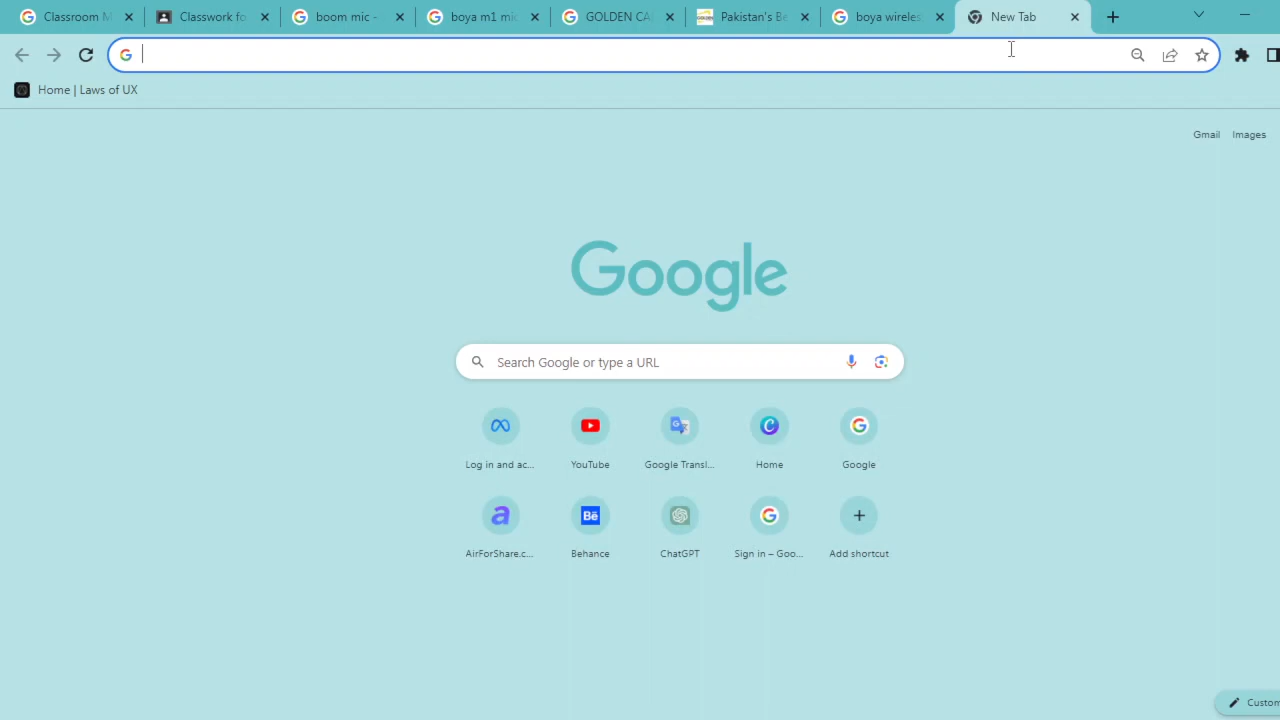 Classroom M
Classwork fo
boom mic -
boya m1 mic
GOLDEN CA
Pakistan's Be
boya wireles
New Tab
Home | Laws of UX
Gmail
Images
Google
Search Google or type a URL
Log in and ac...
YouTube
Google Transl...
Home
Google
AirForShare.c...
Behance
ChatGPT
Sign in – Goo...
Add shortcut
Custom